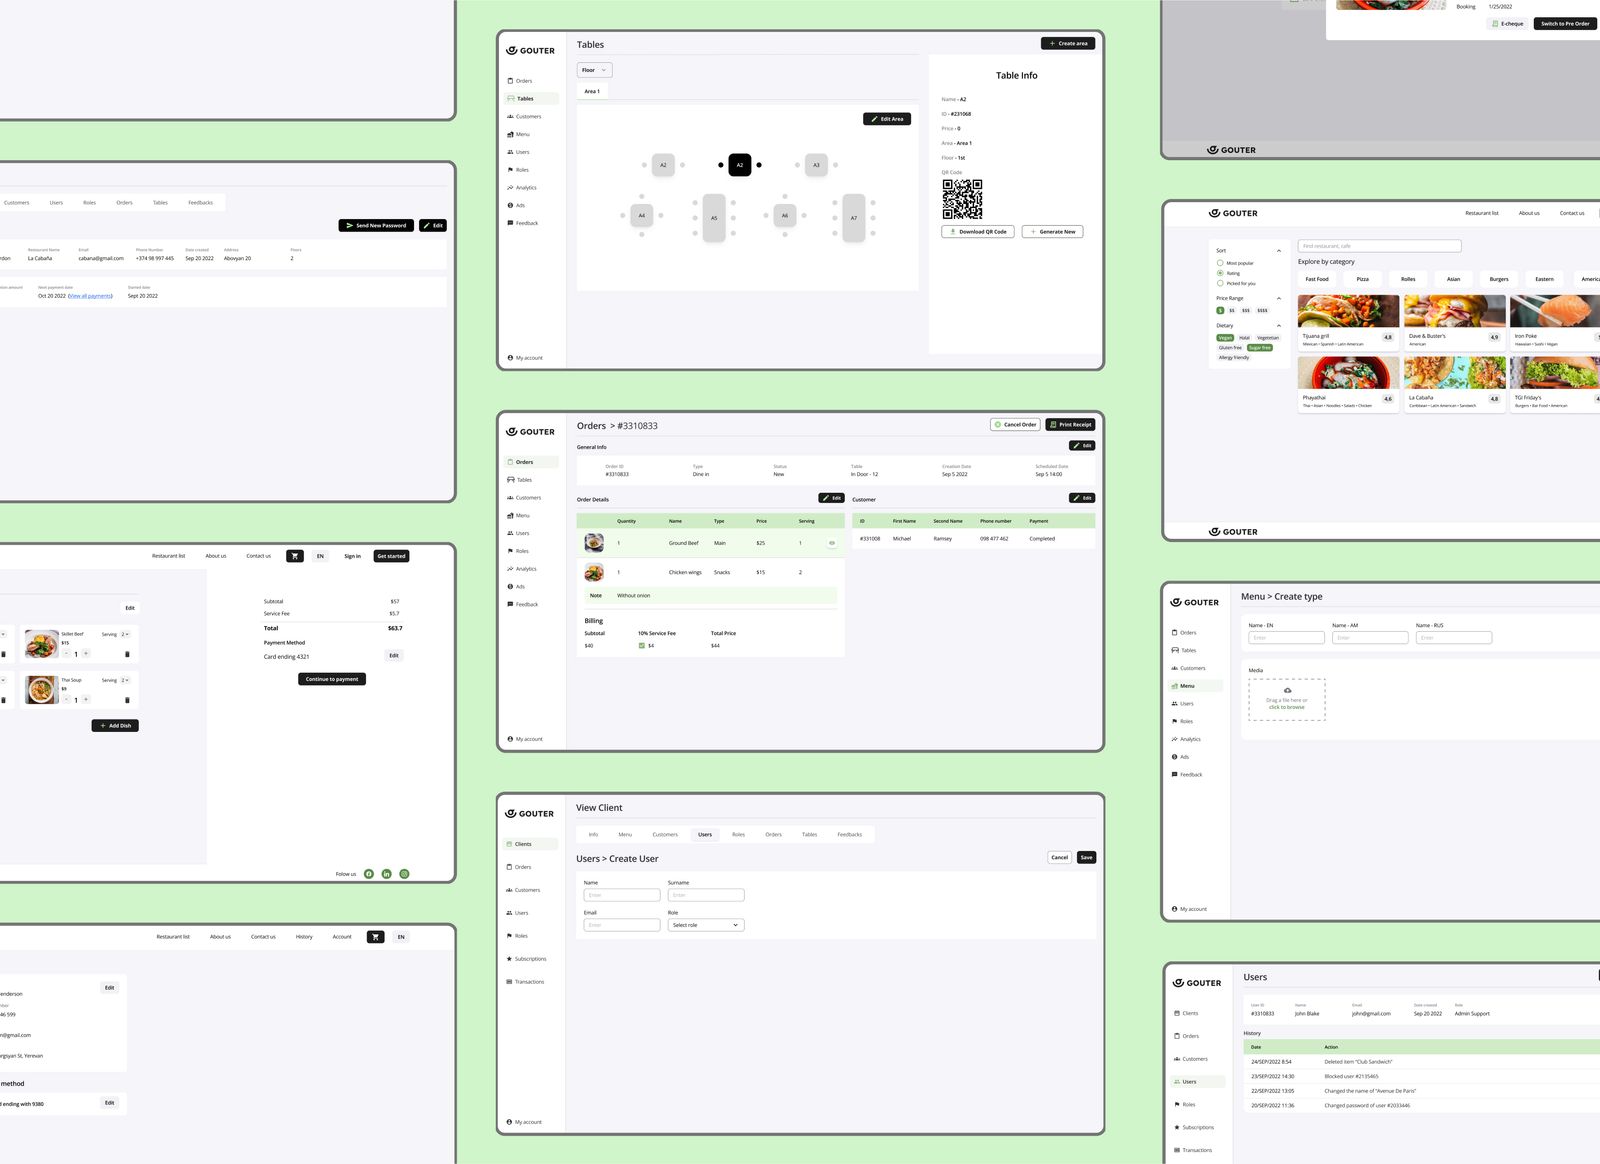 Customers Users Roles Orders Tables Feedbacks
Send New Password
Edit
Restaurant Name Email Phone Number Date created Address Floors
La Cabaña cabana@gmail.com +374 98 997 445 Sep 20 2022 Abovyan 20 2
Next payment date Started date
Oct 20 2022 (View all payments) Sept 20 2022
Restaurant list About us Contact us EN Sign in Get started
Edit
Skillet Beef Serving 2
$15
- 1 +
Thai Soup Serving 2
$9
- 1 +
+ Add Dish
Subtotal $57
Service Fee $5.7
Total $63.7
Payment Method
Card ending 4321 Edit
Continue to payment
Follow us
Restaurant list About us Contact us History Account EN
Edit
46 599
n@gmail.com
St, Yerevan
method
ending with 9380 Edit
GOUTER
Orders
Tables
Customers
Menu
Users
Roles
Analytics
Ads
Feedback
My account
Tables
+ Create area
Floor
Area 1
Edit Area
A2 A2 A3
A4 A5 A6 A7
Table Info
Name - A2
ID - #231068
Price - 0
Area - Area 1
Floor - 1st
QR Code
Download QR Code + Generate New
GOUTER
Orders
Tables
Customers
Menu
Users
Roles
Analytics
Ads
Feedback
My account
Orders > #3310833
Cancel Order Print Receipt
General Info Edit
Order ID Type Status Table Creation Date Scheduled Date
#3310833 Dine in New In Door - 12 Sep 5 2022 Sep 5 14:00
Order Details Edit
Quantity Name Type Price Serving
1 Ground Beef Main $25 1
1 Chicken wings Snacks $15 2
Note Without onion
Billing
Subtotal 10% Service Fee Total Price
$40 $4 $44
Customer Edit
ID First Name Second Name Phone number Payment
#331008 Michael Ramsey 098 477 462 Completed
GOUTER
Clients
Orders
Customers
Users
Roles
Subscriptions
Transactions
My account
View Client
Info Menu Customers Users Roles Orders Tables Feedbacks
Users > Create User
Cancel Save
Name Surname
Enter Enter
Email Role
Enter Select role
Booking 1/25/2022
E-cheque Switch to Pre Order
GOUTER
GOUTER
Restaurant list About us Contact us
Sort
Most popular
Rating
Picked for you
Price Range
$ $$ $$$ $$$$
Dietary
Vegan Halal Vegetetian
Gluten free Sugar free
Allergy friendly
Find restaurant, cafe
Explore by category
Fast Food Pizza Rolles Asian Burgers Eastern
Tijuana grill 4,8
Mexican • Spanish • Latin American
Dave & Buster's 4,9
American
Iron Poke
Hawaiian • Sushi • Vegan
Phayathai 4,6
Thai • Asian • Noodles • Salads • Chicken
La Cabaña 4,8
Caribbean • Latin American • Sandwich
TGI Friday's
Burgers • Bar Food • American
GOUTER
GOUTER
Orders
Tables
Customers
Menu
Users
Roles
Analytics
Ads
Feedback
My account
Menu > Create type
Name - EN Name - AM Name - RUS
Enter Enter Enter
Media
Drag a file here or
click to browse
GOUTER
Clients
Orders
Customers
Users
Roles
Subscriptions
Transactions
Users
User ID Name Email Date created Role
#3310833 John Blake john@gmail.com Sep 20 2022 Admin Support
History
Date Action
24/SEP/2022 8:54 Deleted item "Club Sandwich"
23/SEP/2022 14:30 Blocked user #2135465
22/SEP/2022 13:05 Changed the name of "Avenue De Paris"
20/SEP/2022 11:36 Changed password of user #2033446